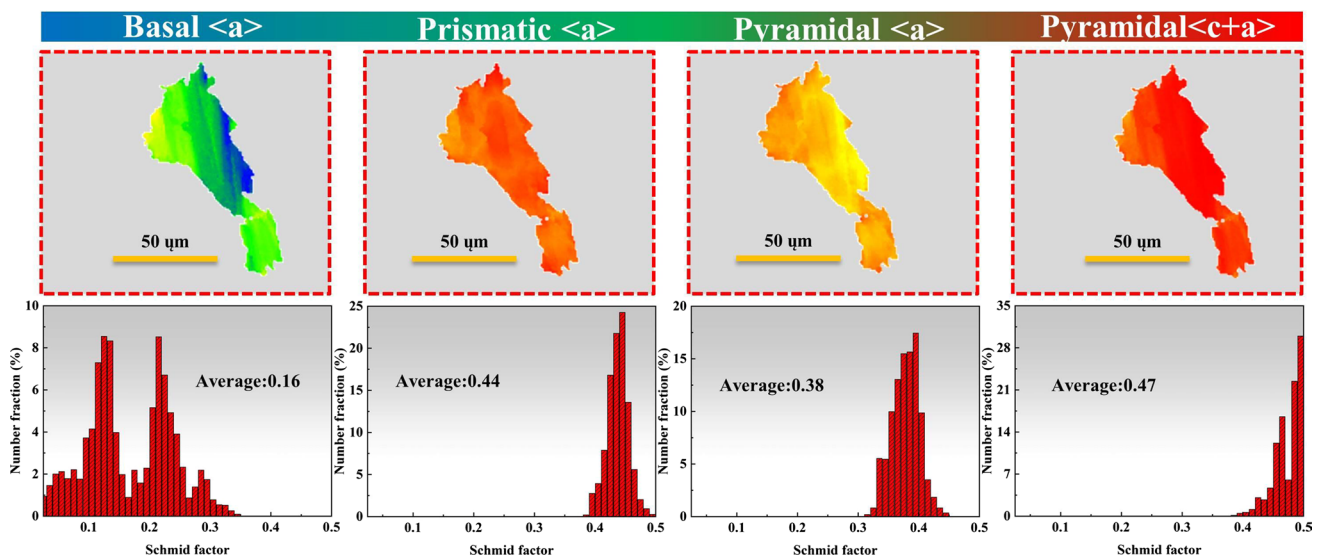 Basal <a> Prismatic <a> Pyramidal <a> Pyramidal<c+a>
50 ųm 50 ųm 50 ųm 50 ųm
10 25 20 35
8 20 15 28
6 15 10 21
4 10 5 14
2 5 0 7
0 0 0
Average:0.16 Average:0.44 Average:0.38 Average:0.47
Number fraction (%) Number fraction (%) Number fraction (%) Number fraction (%)
0.1 0.2 0.3 0.4 0.5 0.1 0.2 0.3 0.4 0.5 0.1 0.2 0.3 0.4 0.5 0.1 0.2 0.3 0.4 0.5
Schmid factor Schmid factor Schmid factor Schmid factor